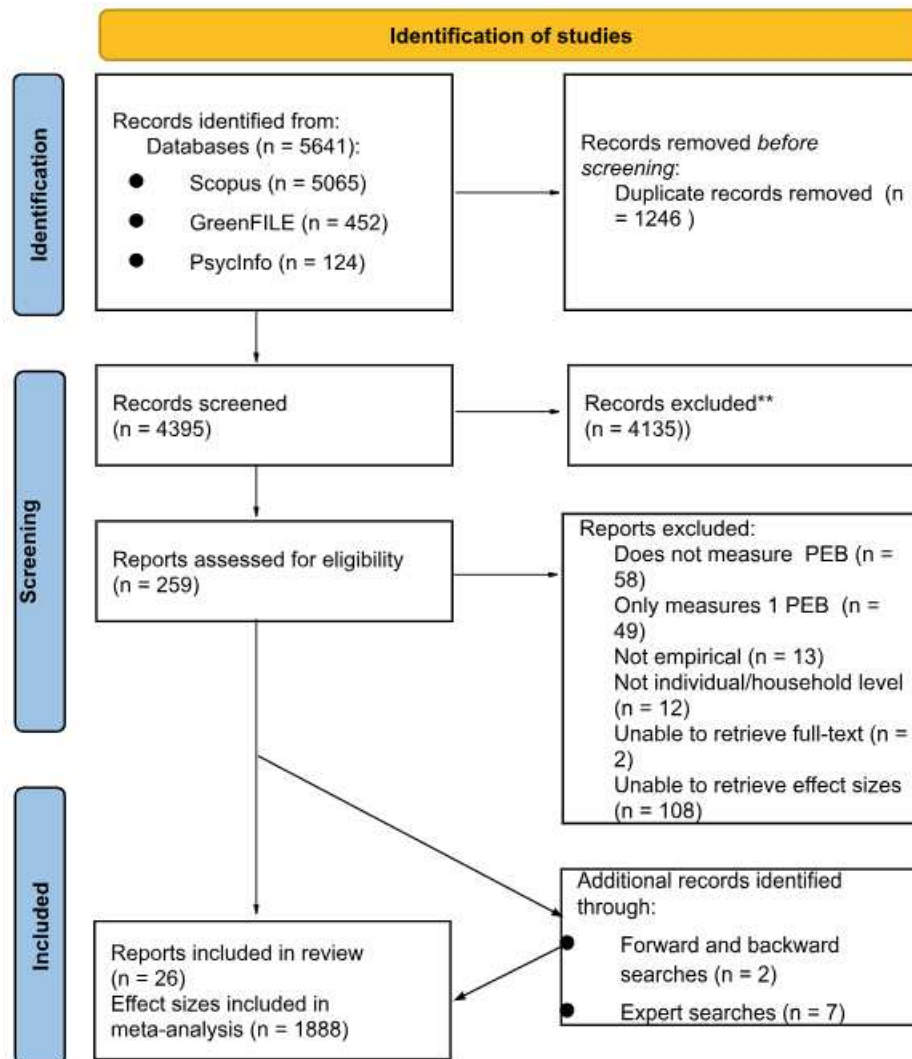 Identification of studies
Identification
Records identified from:
Databases (n = 5641):
● Scopus (n = 5065)
● GreenFILE (n = 452)
● PsycInfo (n = 124)
Records removed before
screening:
Duplicate records removed (n
= 1246 )
Screening
Records screened
(n = 4395)
Records excluded**
(n = 4135))
Reports assessed for eligibility
(n = 259)
Reports excluded:
Does not measure PEB (n =
58)
Only measures 1 PEB (n =
49)
Not empirical (n = 13)
Not individual/household level
(n = 12)
Unable to retrieve full-text (n =
2)
Unable to retrieve effect sizes
(n = 108)
Included
Additional records identified
through:
● Forward and backward
searches (n = 2)
● Expert searches (n = 7)
Reports included in review
(n = 26)
Effect sizes included in
meta-analysis (n = 1888)